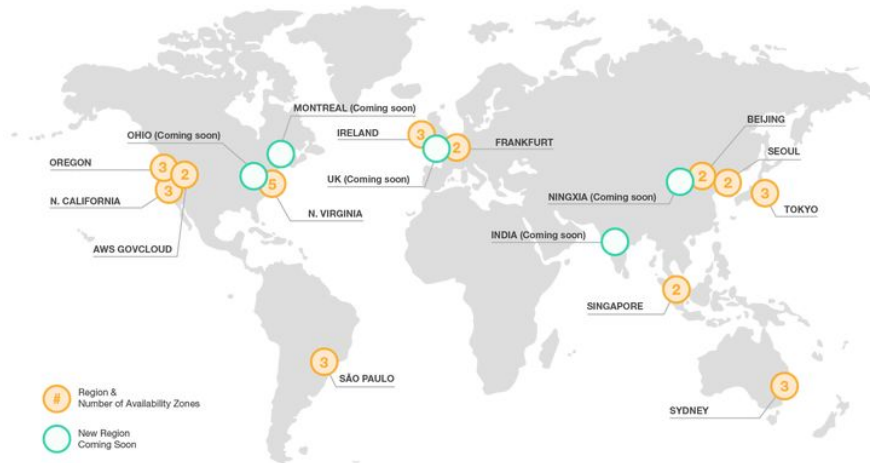 MONTREAL (Coming soon)
OHIO (Coming soon)
IRELAND
BEIJING
FRANKFURT
SEOUL
OREGON
UK (Coming soon)
NINGXIA (Coming soon)
N. CALIFORNIA
N. VIRGINIA
TOKYO
AWS GOVCLOUD
INDIA (Coming soon)
SINGAPORE
SÃO PAULO
SYDNEY
3
2
3
5
3
2
2
2
3
2
3
3
# Region &
Number of Availability Zones
New Region
Coming Soon